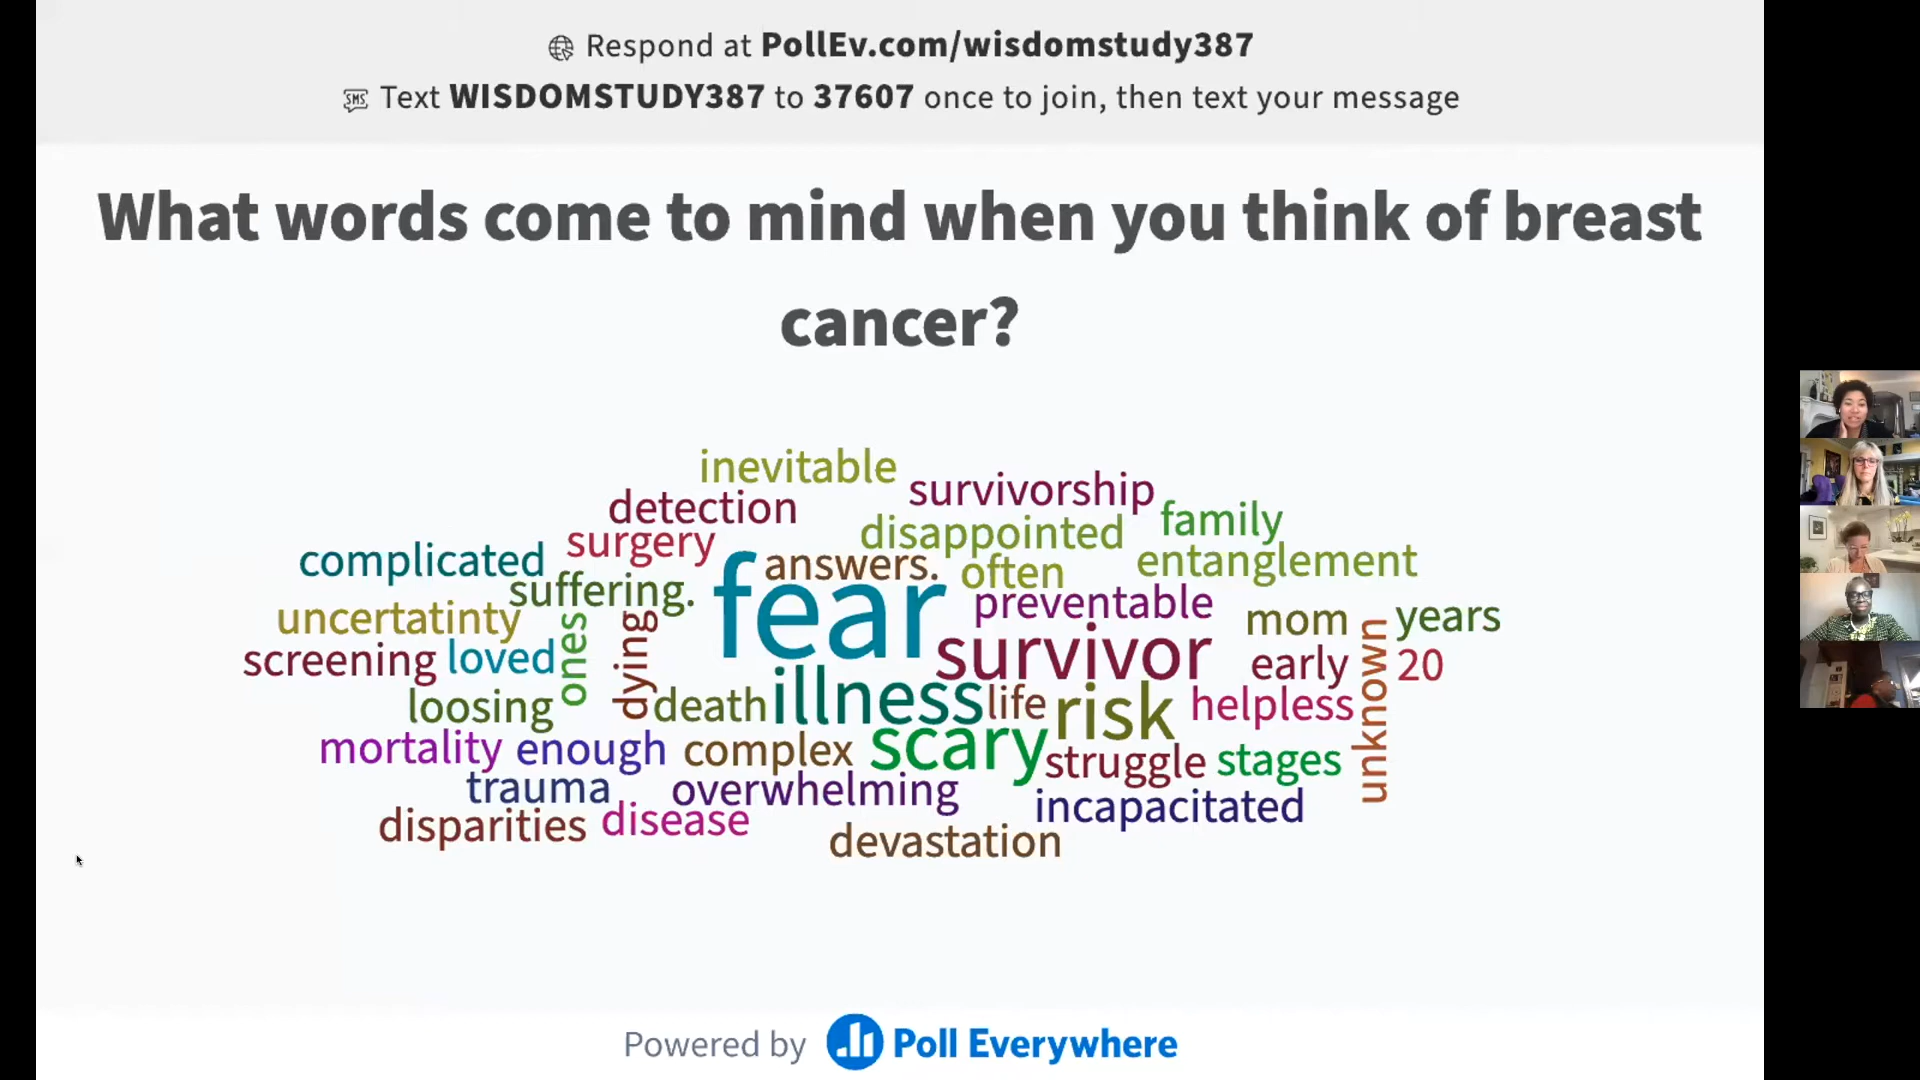 Respond at PollEv.com/wisdomstudy387
SMS Text WISDOMSTUDY387 to 37607 once to join, then text your message
What words come to mind when you think of breast
cancer?
inevitable
survivorship
detection
family
disappointed
surgery
complicated
answers.
often
entanglement
suffering.
fear
preventable
uncertatinty
mom
years
ones
dying
screening
loved
survivor
early
unknown
20
loosing
death
illness
life
risk
helpless
mortality
enough
complex
scary
struggle
stages
trauma
overwhelming
incapacitated
disparities
disease
devastation
Powered by Poll Everywhere